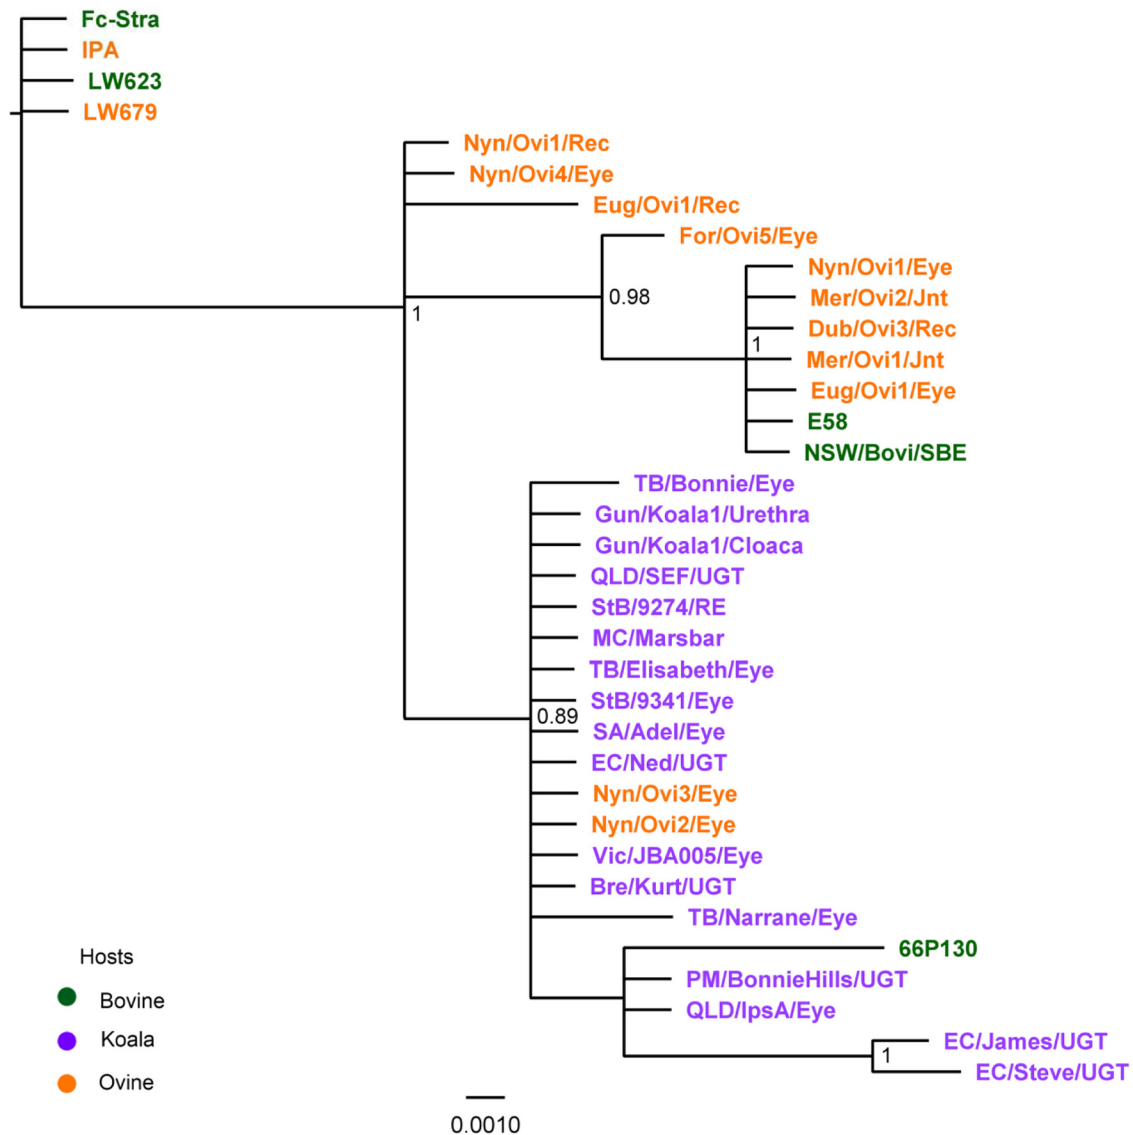 Fc-Stra
IPA
LW623
LW679
Nyn/Ovi1/Rec
Nyn/Ovi4/Eye
Eug/Ovi1/Rec
For/Ovi5/Eye
Nyn/Ovi1/Eye
0.98
Mer/Ovi2/Jnt
1
Dub/Ovi3/Rec
1
Mer/Ovi1/Jnt
Eug/Ovi1/Eye
E58
NSW/Bovi/SBE
TB/Bonnie/Eye
Gun/Koala1/Urethra
Gun/Koala1/Cloaca
QLD/SEF/UGT
StB/9274/RE
MC/Marsbar
TB/Elisabeth/Eye
StB/9341/Eye
0.89
SA/Adel/Eye
EC/Ned/UGT
Nyn/Ovi3/Eye
Nyn/Ovi2/Eye
Vic/JBA005/Eye
Bre/Kurt/UGT
TB/Narrane/Eye
66P130
PM/BonnieHills/UGT
QLD/IpsA/Eye
EC/James/UGT
1
EC/Steve/UGT
Hosts
Bovine
Koala
Ovine
0.0010